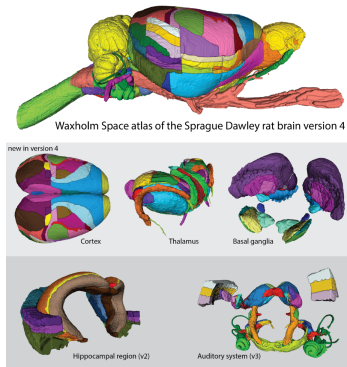 Waxholm Space atlas of the Sprague Dawley rat brain version 4
new in version 4
Cortex
Thalamus
Basal ganglia
Hippocampal region (v2)
Auditory system (v3)